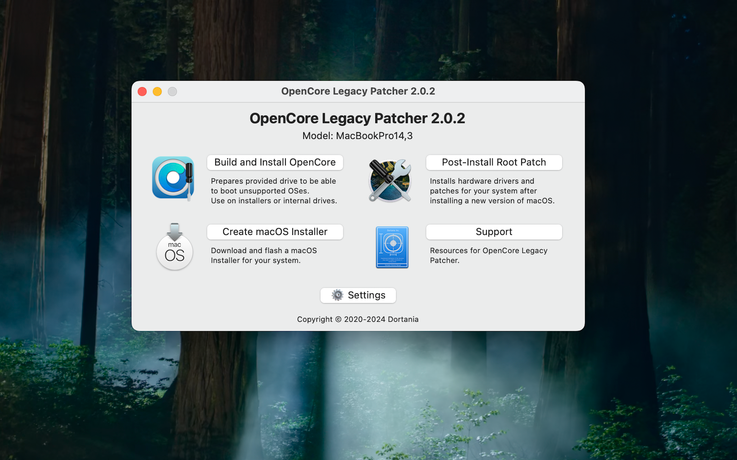 OpenCore Legacy Patcher 2.0.2
OpenCore Legacy Patcher 2.0.2
Model: MacBookPro14,3
Build and Install OpenCore
Prepares provided drive to be able
to boot unsupported OSes.
Use on installers or internal drives.
Post-Install Root Patch
Installs hardware drivers and
patches for your system after
installing a new version of macOS.
mac
OS
Create macOS Installer
Download and flash a macOS
Installer for your system.
Support
Resources for OpenCore Legacy
Patcher.
Settings
Copyright © 2020-2024 Dortania